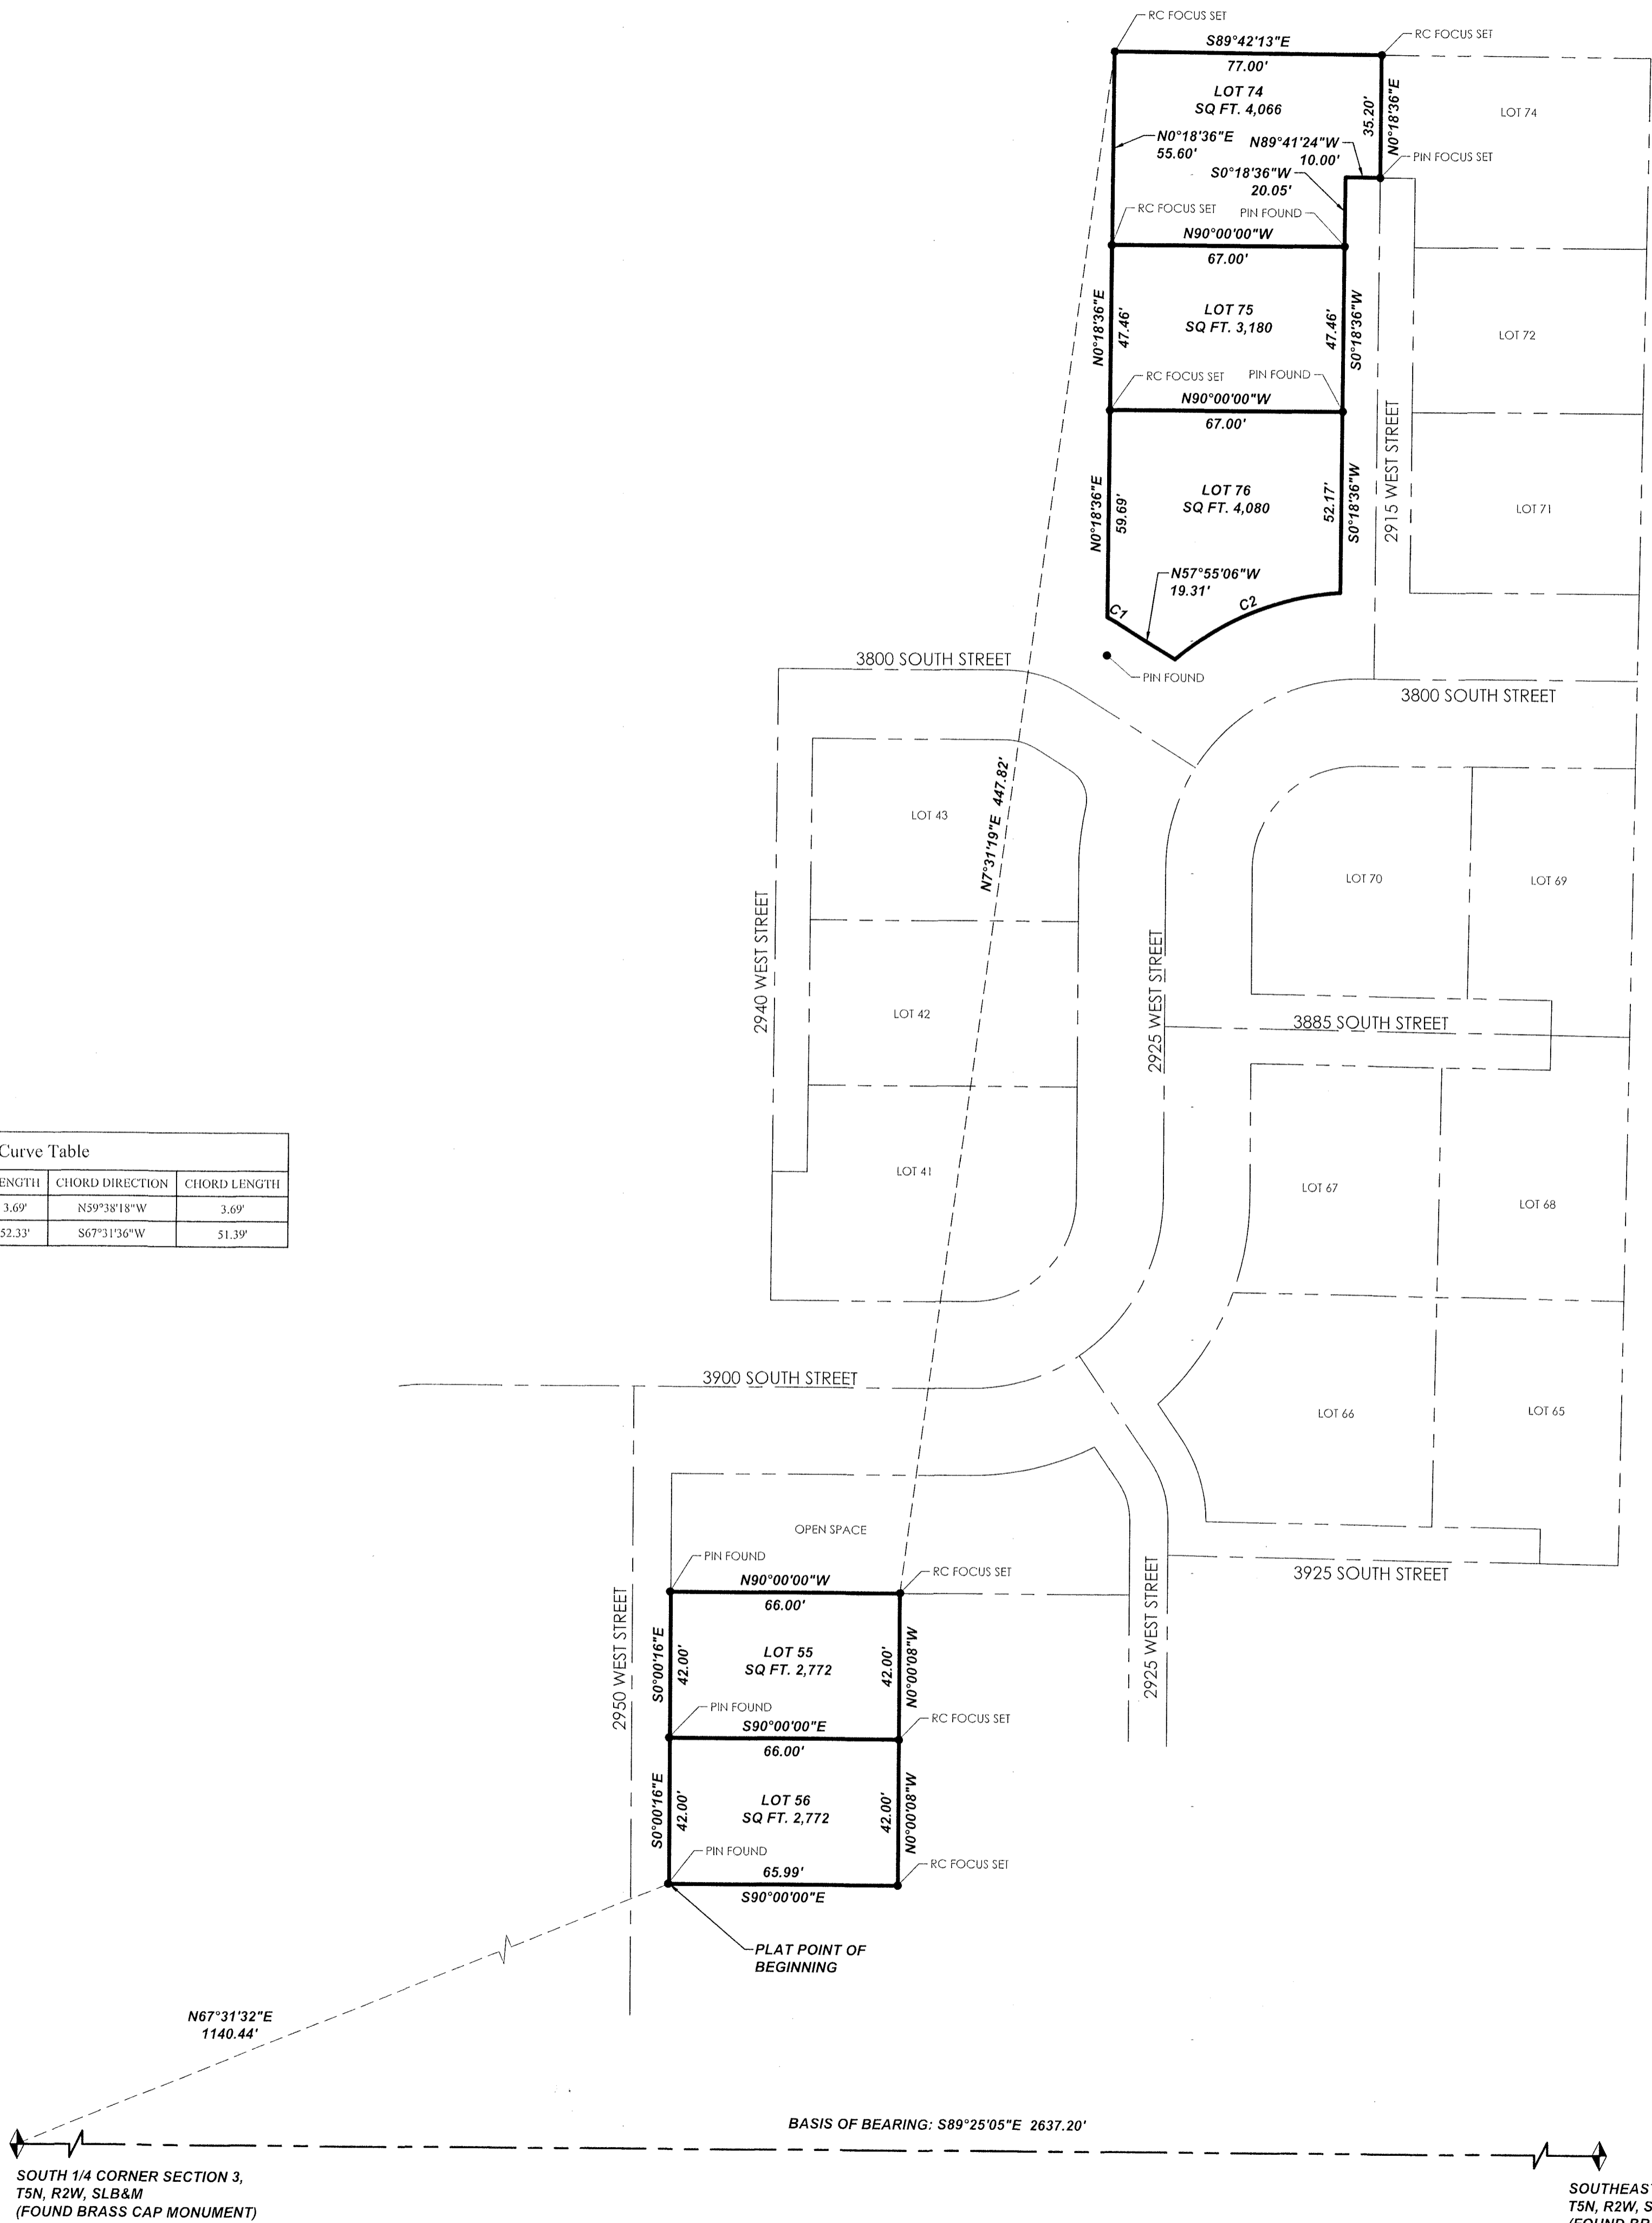 RC FOCUS SET
RC FOCUS SET
S89°42'13"E
77.00'
LOT 74
SQ FT. 4,066
35.20'
N0°18'36"E
LOT 74
N0°18'36"E
55.60'
N89°41'24"W
10.00'
PIN FOCUS SET
S0°18'36"W
20.05'
RC FOCUS SET
PIN FOUND
N90°00'00"W
67.00'
N0°18'36"E
47.46'
LOT 75
SQ FT. 3,180
47.46'
S0°18'36"W
LOT 72
RC FOCUS SET
PIN FOUND
N90°00'00"W
67.00'
2915 WEST STREET
N0°18'36"E
59.69'
LOT 76
SQ FT. 4,080
52.17'
S0°18'36"W
LOT 71
N57°55'06"W
19.31'
C1
C2
3800 SOUTH STREET
PIN FOUND
3800 SOUTH STREET
N7°31'19"E 447.82'
LOT 43
LOT 70
LOT 69
2940 WEST STREET
LOT 42
2925 WEST STREET
3885 SOUTH STREET
Curve Table
ENGTH CHORD DIRECTION CHORD LENGTH
3.69' N59°38'18"W 3.69'
52.33' S67°31'36"W 51.39'
LOT 41
LOT 67
LOT 68
3900 SOUTH STREET
LOT 66
LOT 65
OPEN SPACE
PIN FOUND
RC FOCUS SET
N90°00'00"W
66.00'
3925 SOUTH STREET
2950 WEST STREET
S0°00'16"E
42.00'
LOT 55
SQ FT. 2,772
42.00'
N0°00'08"W
2925 WEST STREET
PIN FOUND
RC FOCUS SET
S90°00'00"E
66.00'
S0°00'16"E
42.00'
LOT 56
SQ FT. 2,772
42.00'
N0°00'08"W
PIN FOUND
RC FOCUS SET
65.99'
S90°00'00"E
PLAT POINT OF
BEGINNING
N67°31'32"E
1140.44'
BASIS OF BEARING: S89°25'05"E 2637.20'
SOUTH 1/4 CORNER SECTION 3,
T5N, R2W, SLB&M
(FOUND BRASS CAP MONUMENT)
SOUTHEAST
T5N, R2W, S